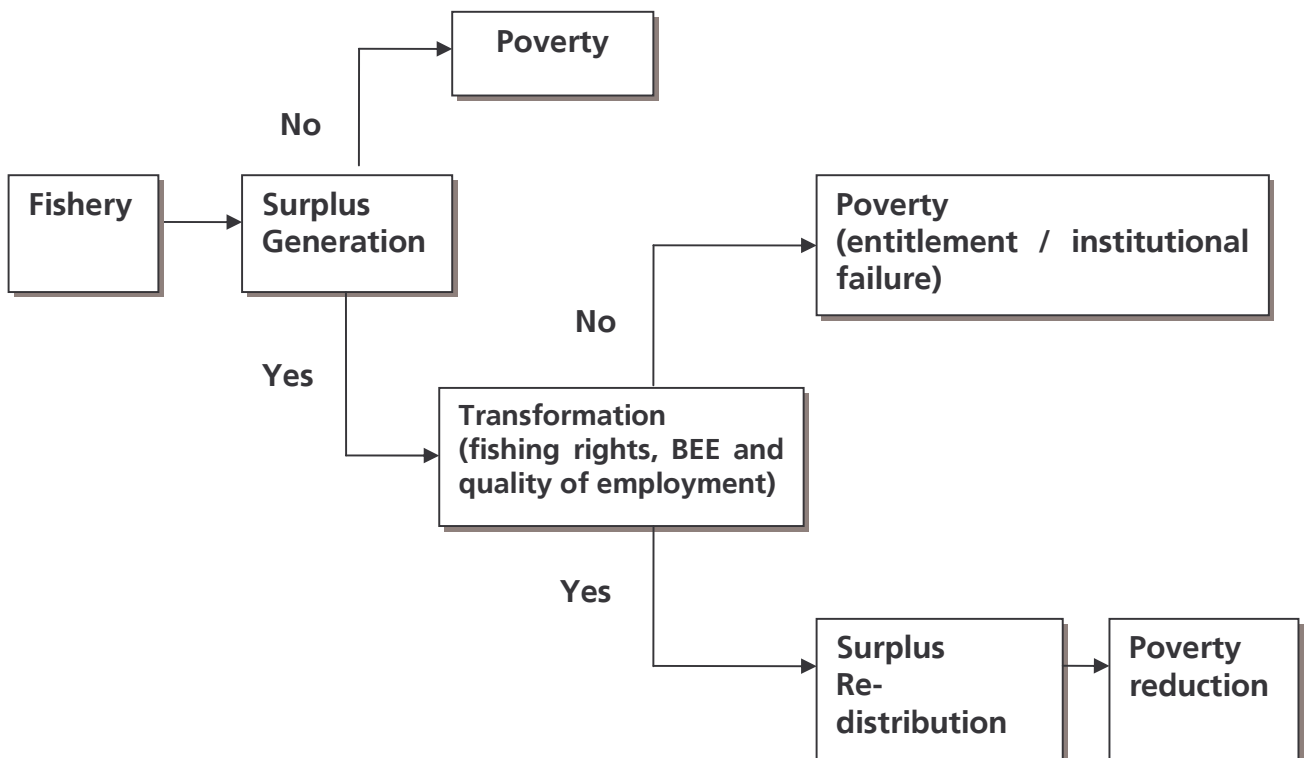 Poverty
No
Fishery
Surplus
Generation
Poverty
(entitlement / institutional
failure)
No
Yes
Transformation
(fishing rights, BEE and
quality of employment)
Yes
Surplus
Re-
distribution
Poverty
reduction